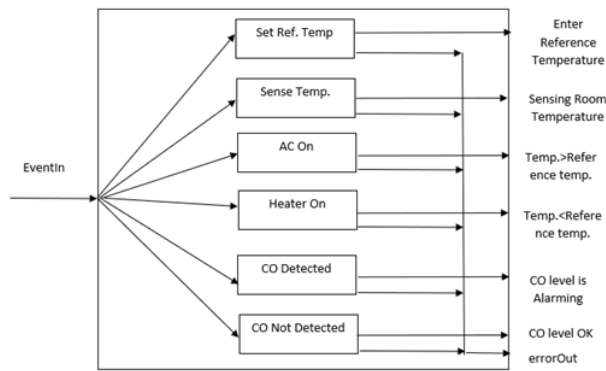 Set Ref. Temp
Enter
Reference
Temperature
Sense Temp.
Sensing Room
Temperature
AC On
Temp.>Refer
ence temp.
EventIn
Heater On
Temp.<Refere
nce temp.
CO Detected
CO level is
Alarming
CO Not Detected
CO level OK
errorOut